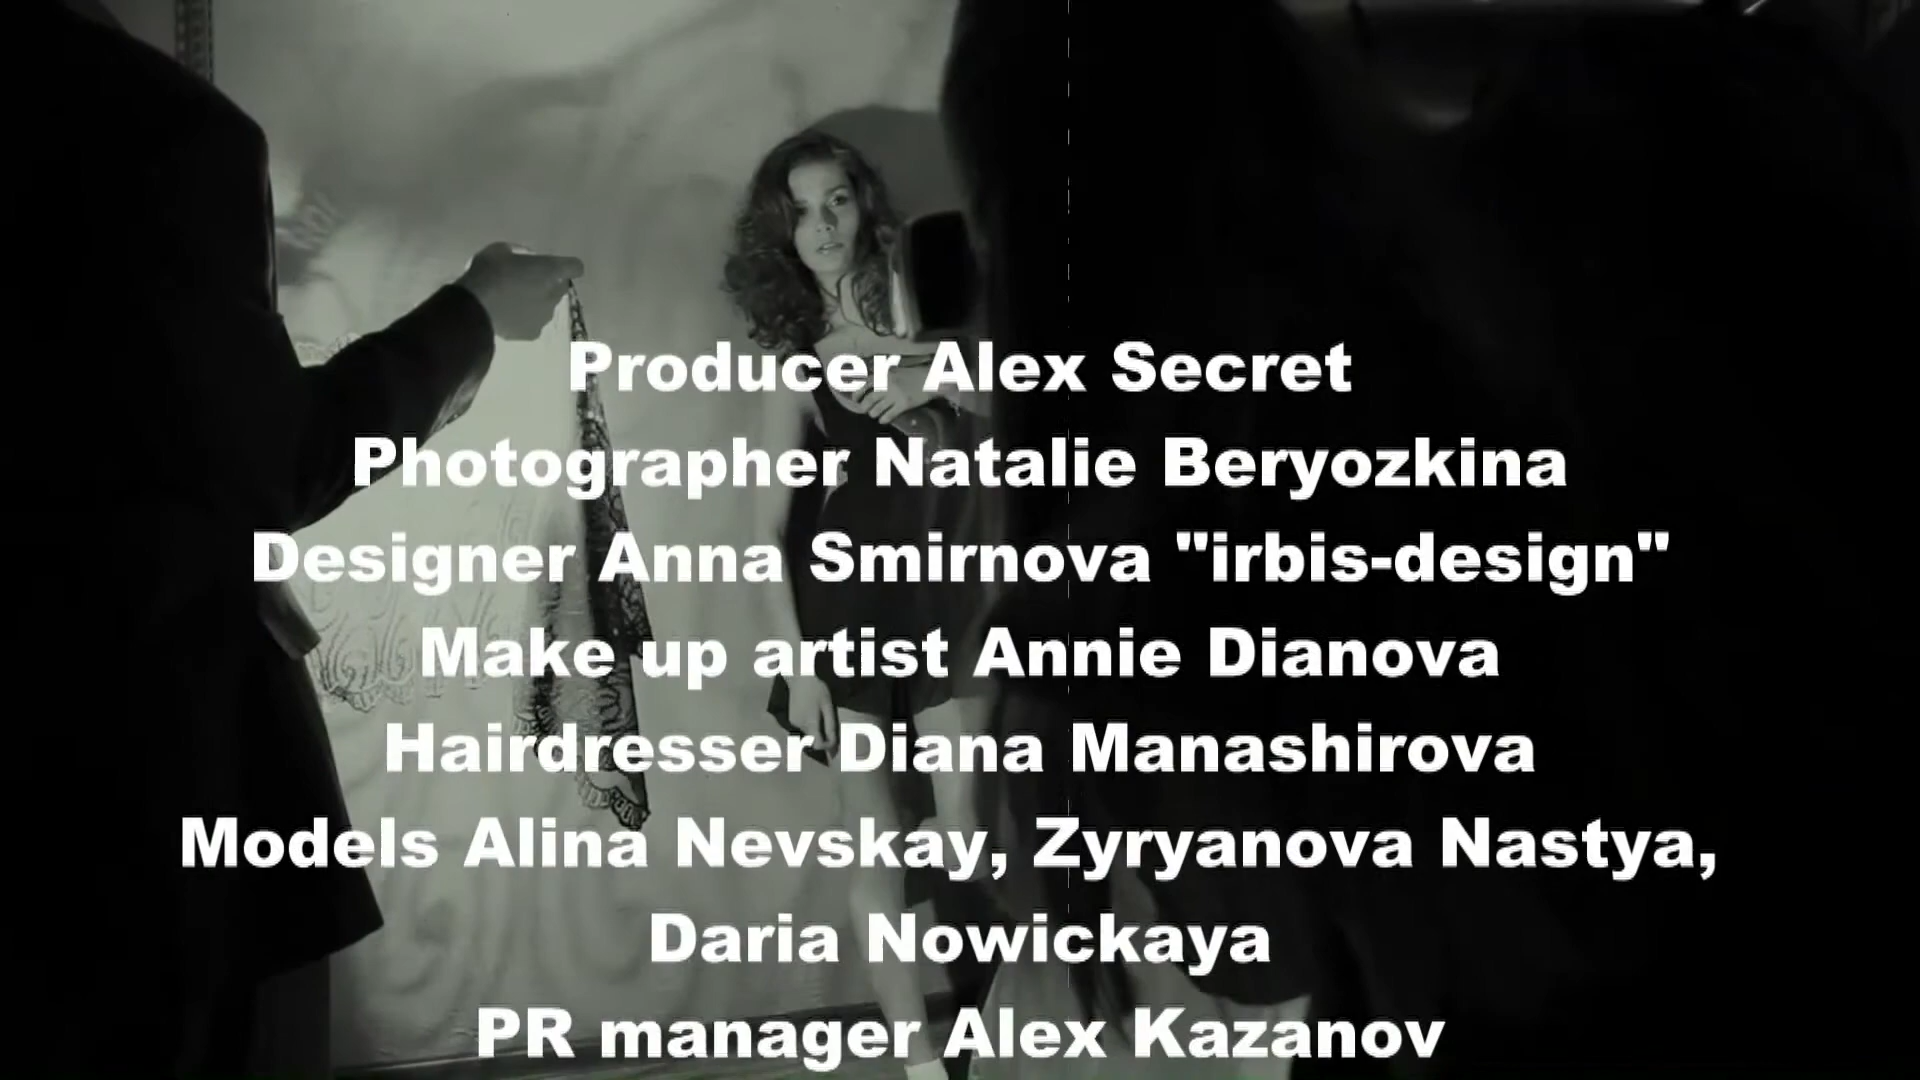 Producer Alex Secret
Photographer Natalie Beryozkina
Designer Anna Smirnova "irbis-design"
Make up artist Annie Dianova
Hairdresser Diana Manashirova
Models Alina Nevskay, Zyryanova Nastya,
Daria Nowickaya
PR manager Alex Kazanov